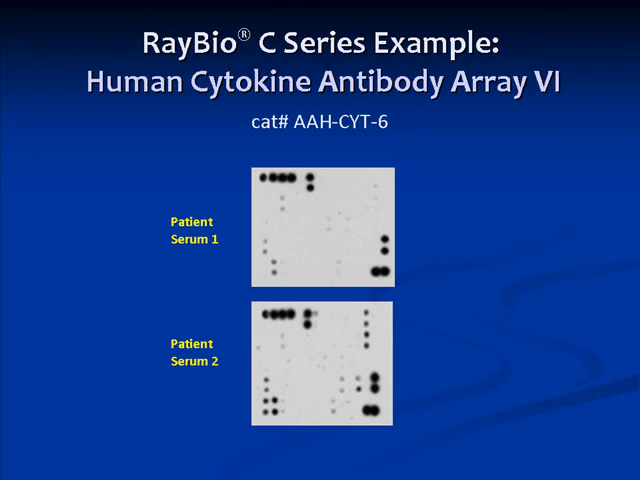 RayBio® C Series Example:
Human Cytokine Antibody Array VI
cat# AAH-CYT-6
Patient
Serum 1
Patient
Serum 2